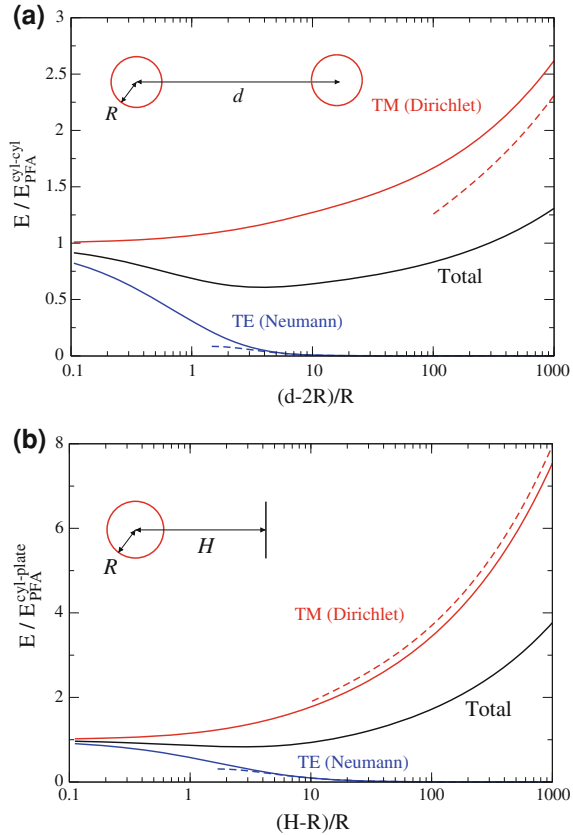 (a)
3
2.5
2
1.5
1
0.5
0
E / E_PFA^cyl-cyl
R
d
TM (Dirichlet)
Total
TE (Neumann)
0.1 1 10 100 1000
(d-2R)/R
(b)
8
6
4
2
0
E / E_PFA^cyl-plate
R
H
TM (Dirichlet)
Total
TE (Neumann)
0.1 1 10 100 1000
(H-R)/R